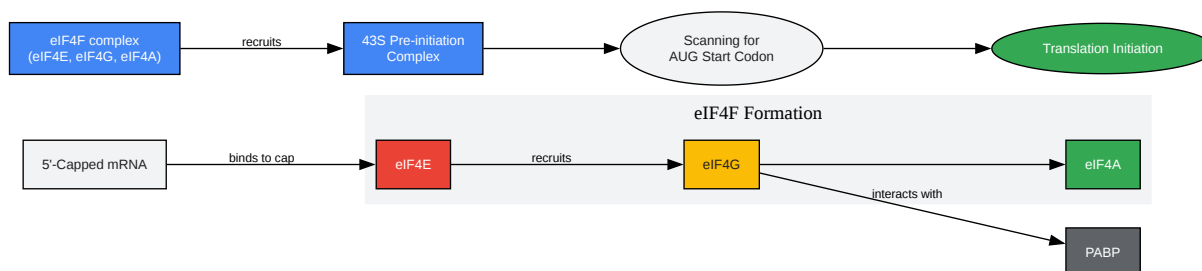 eIF4F complex
(eIF4E, eIF4G, eIF4A)
recruits
43S Pre-initiation
Complex
Scanning for
AUG Start Codon
Translation Initiation
eIF4F Formation
5'-Capped mRNA
binds to cap
eIF4E
recruits
eIF4G
eIF4A
interacts with
PABP